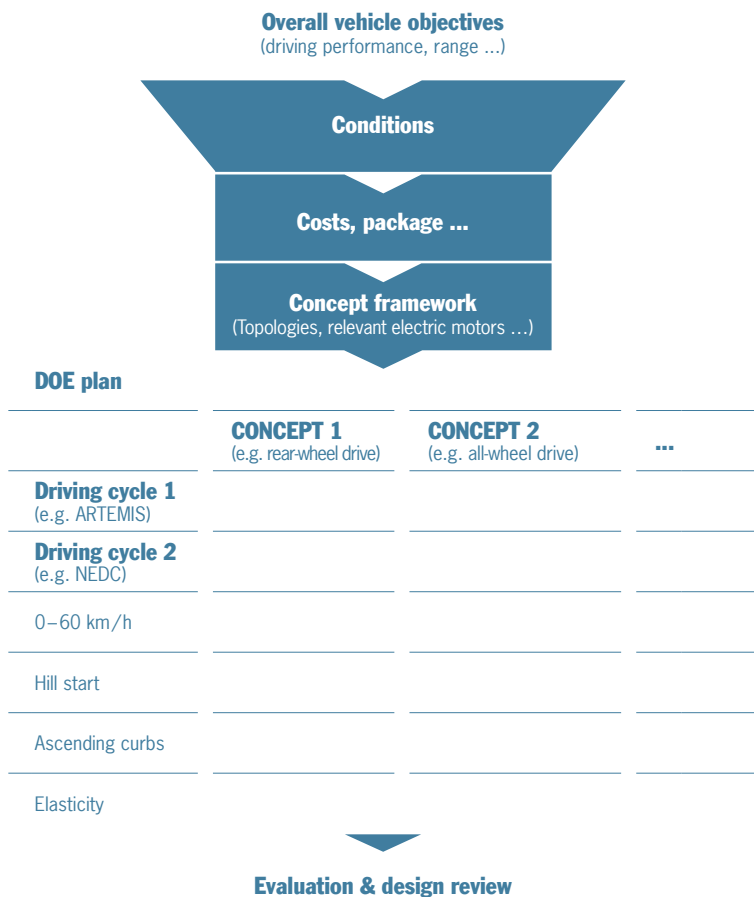 Overall vehicle objectives
(driving performance, range ...)
Conditions
Costs, package ...
Concept framework
(Topologies, relevant electric motors ...)
DOE plan
CONCEPT 1
(e.g. rear-wheel drive)
CONCEPT 2
(e.g. all-wheel drive)
...
Driving cycle 1
(e.g. ARTEMIS)
Driving cycle 2
(e.g. NEDC)
0–60 km/h
Hill start
Ascending curbs
Elasticity
Evaluation & design review